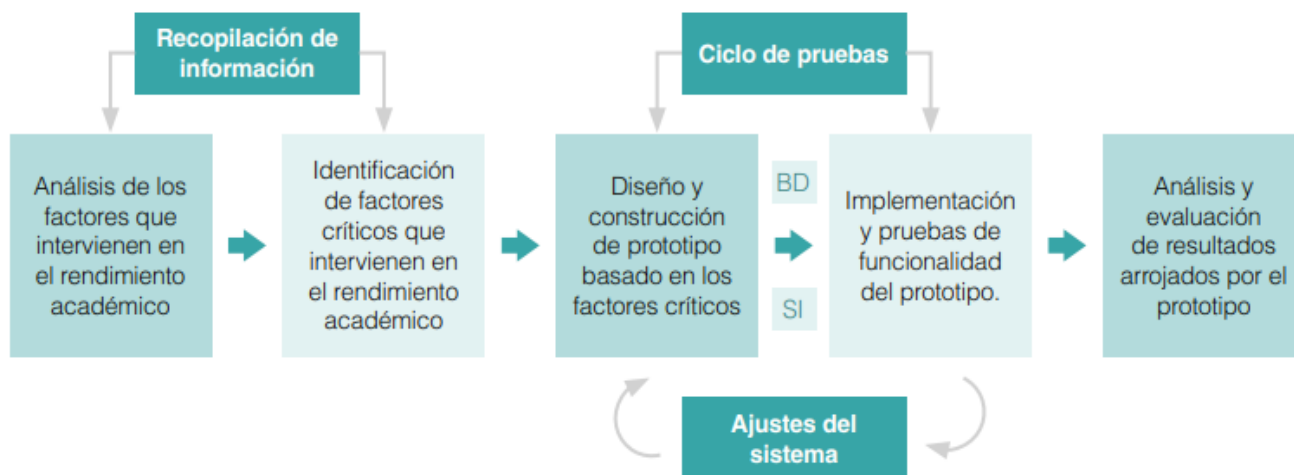 Recopilación de
información
Ciclo de pruebas
Análisis de los
factores que
intervienen en
el rendimiento
académico
Identificación
de factores
críticos que
intervienen en
el rendimiento
académico
Diseño y
construcción
de prototipo
basado en los
factores críticos
BD
SI
Implementación
y pruebas de
funcionalidad
del prototipo.
Análisis y
evaluación
de resultados
arrojados por el
prototipo
Ajustes del
sistema